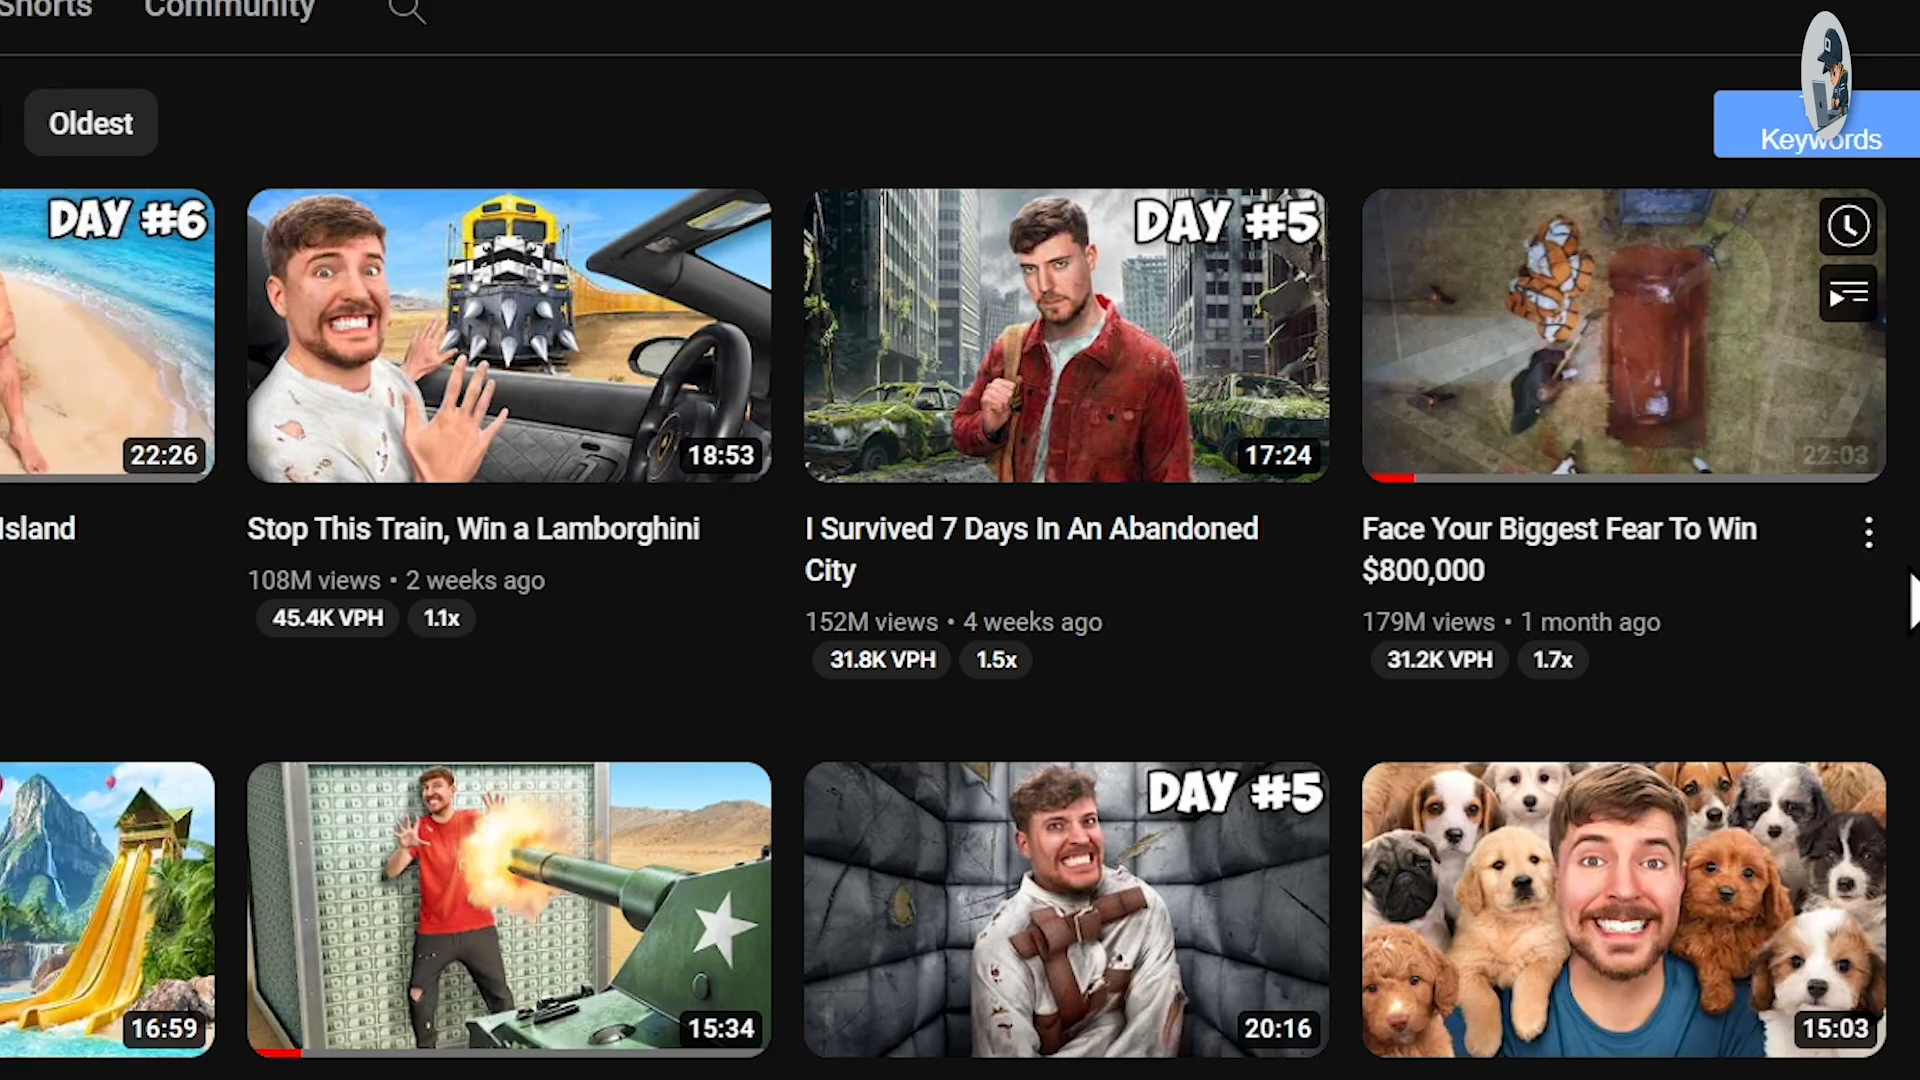 Shorts
Community
Oldest
Keywords
DAY #6
22:26
18:53
DAY #5
17:24
22:03
Island
Stop This Train, Win a Lamborghini
108M views • 2 weeks ago
45.4K VPH
1.1x
I Survived 7 Days In An Abandoned
City
152M views • 4 weeks ago
31.8K VPH
1.5x
Face Your Biggest Fear To Win
$800,000
179M views • 1 month ago
31.2K VPH
1.7x
16:59
15:34
DAY #5
20:16
15:03